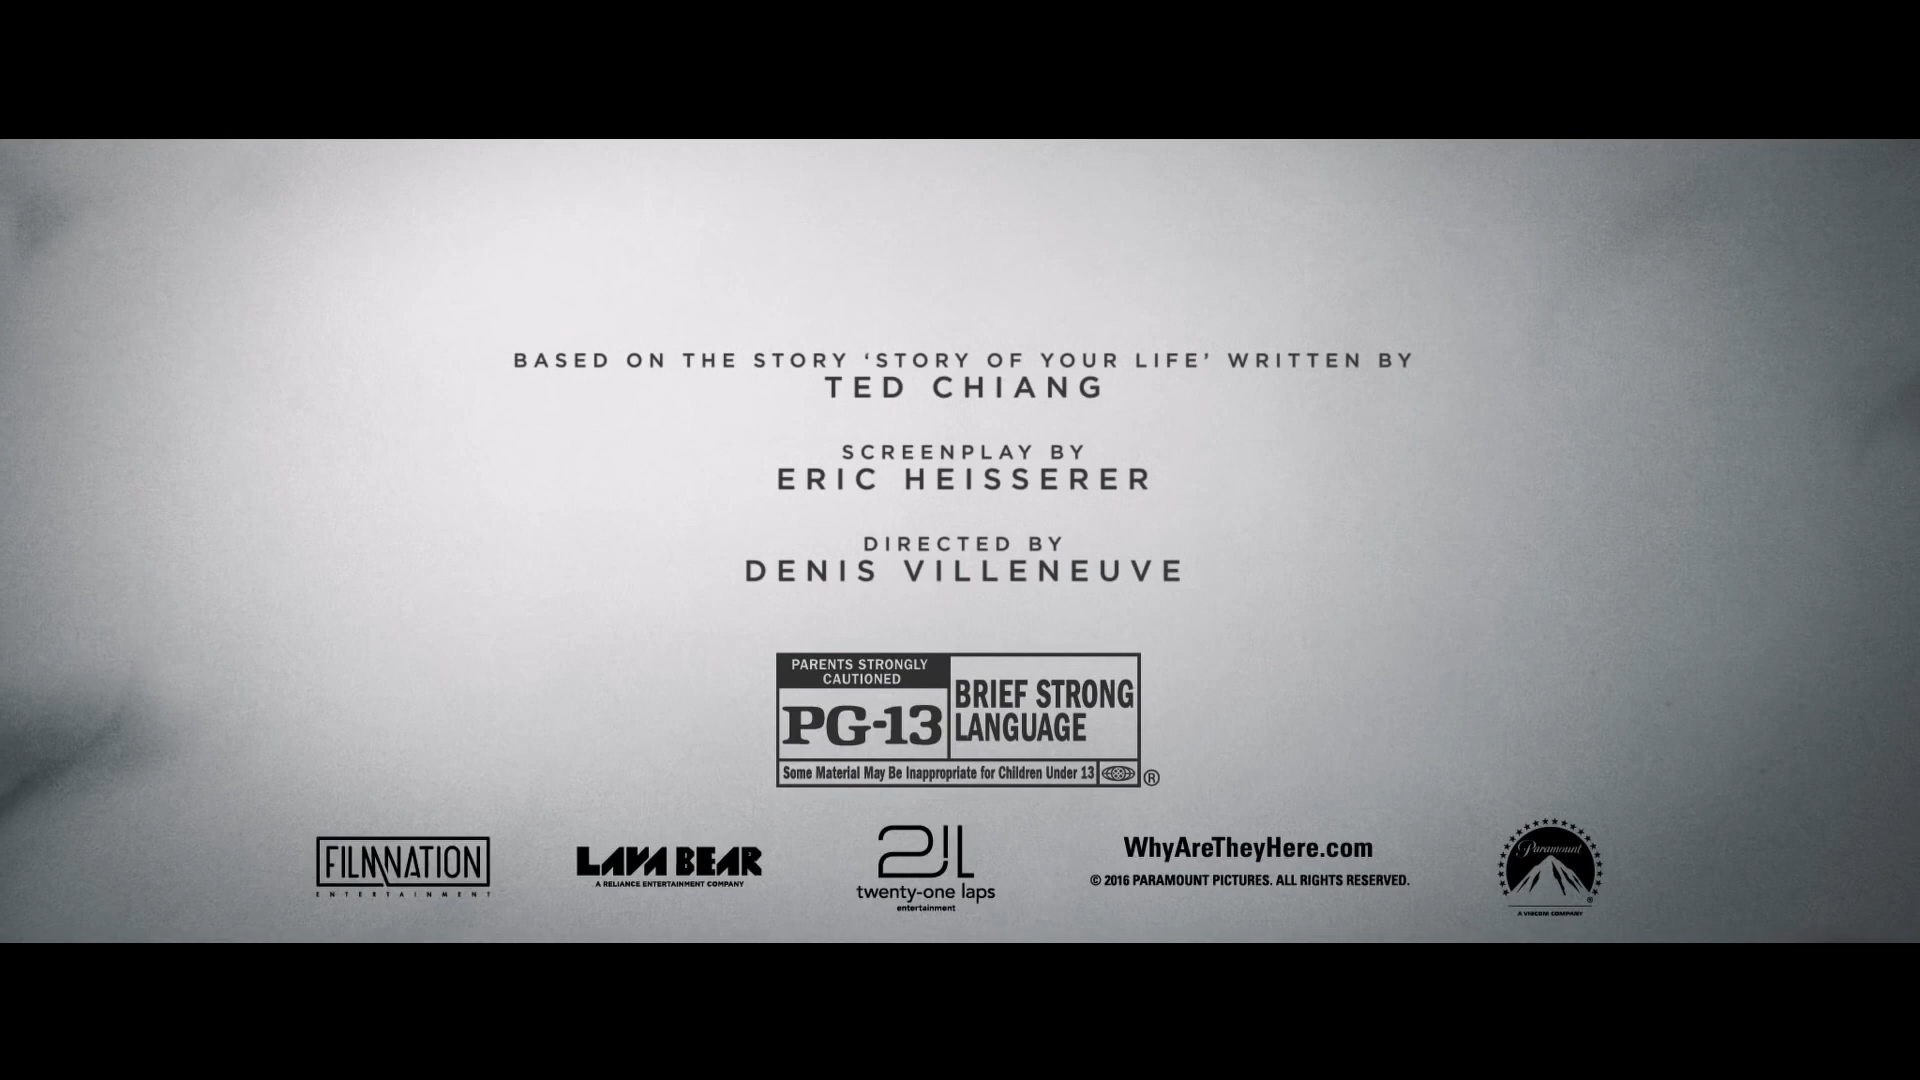 BASED ON THE STORY ‘STORY OF YOUR LIFE’ WRITTEN BY
TED CHIANG
SCREENPLAY BY
ERIC HEISSERER
DIRECTED BY
DENIS VILLENEUVE
PARENTS STRONGLY
CAUTIONED
PG-13
BRIEF STRONG
LANGUAGE
Some Material May Be Inappropriate for Children Under 13
®
FILMNATION
ENTERTAINMENT
LAVA BEAR
A RELIANCE ENTERTAINMENT COMPANY
21L
twenty-one laps
entertainment
WhyAreTheyHere.com
© 2016 PARAMOUNT PICTURES. ALL RIGHTS RESERVED.
Paramount
®
A VIACOM COMPANY